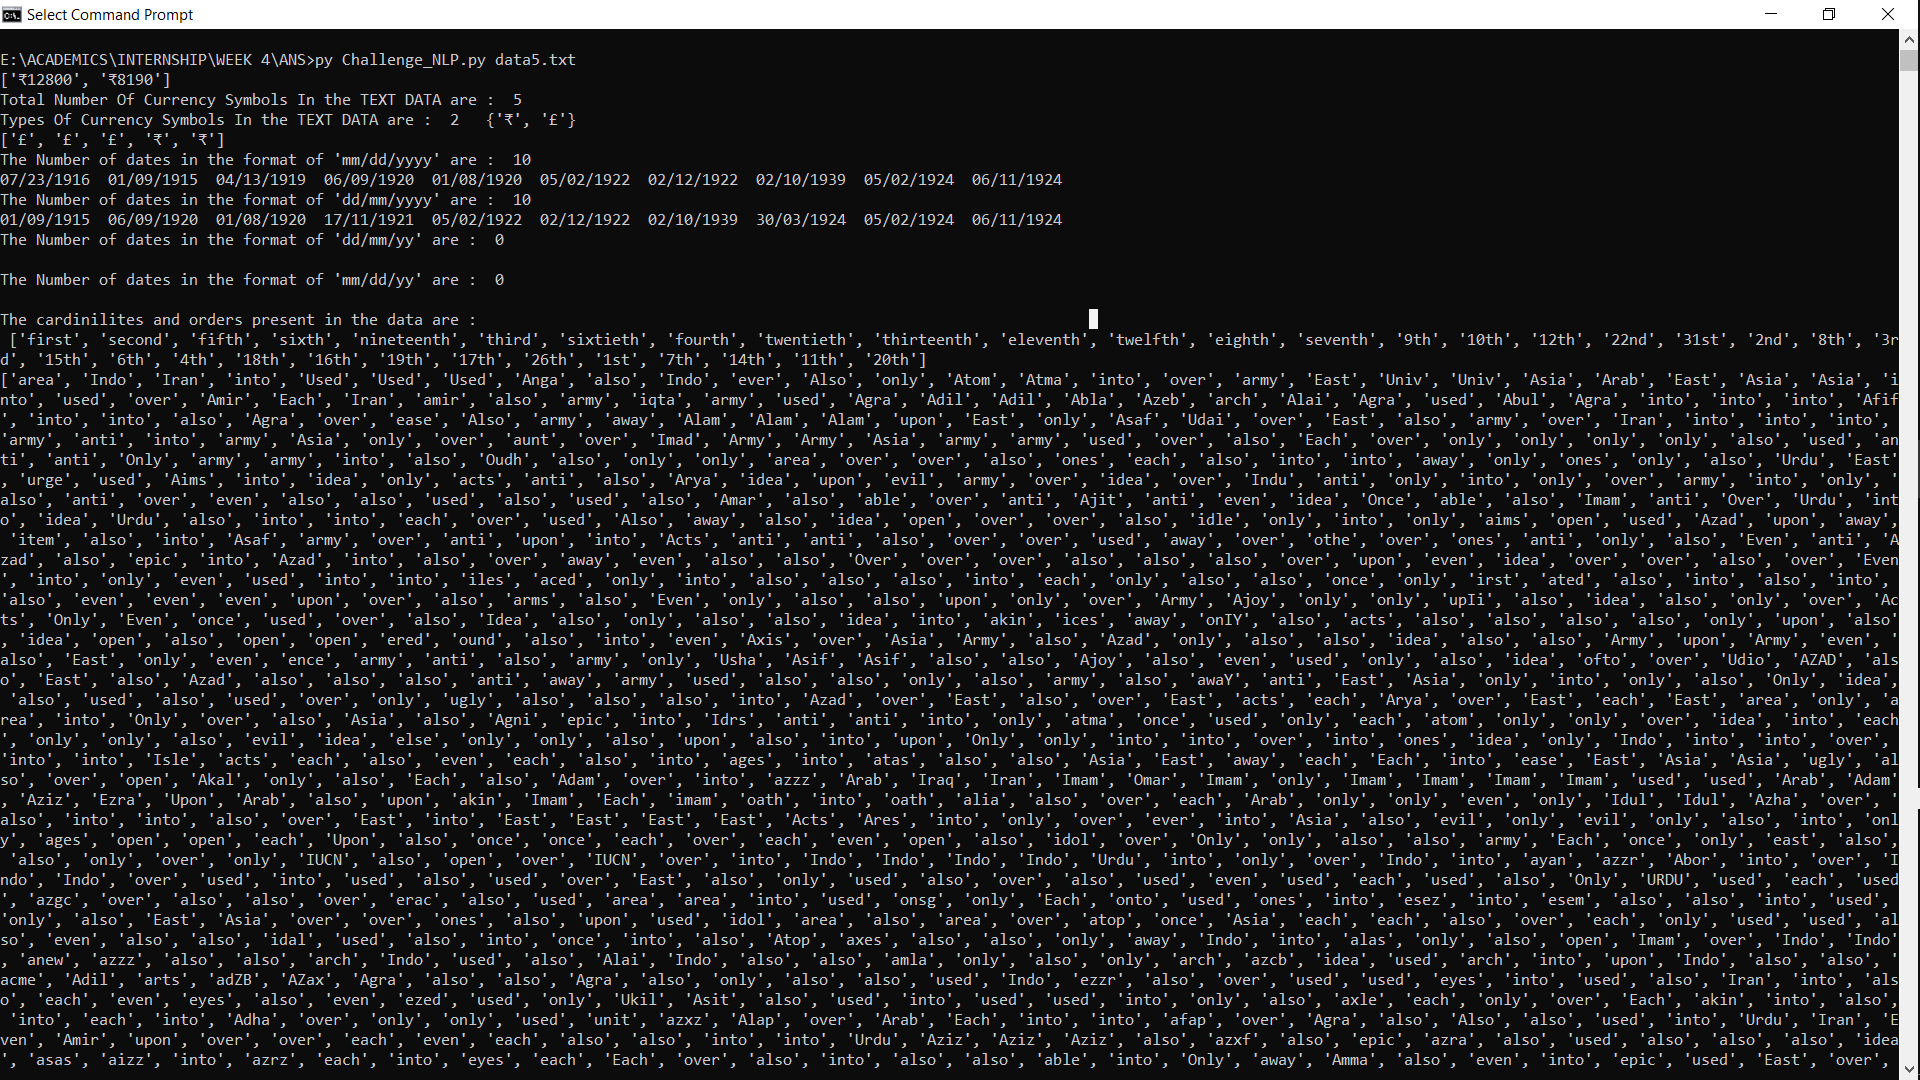 Select Command Prompt
E:\ACADEMICS\INTERNSHIP\WEEK 4\ANS>py Challenge_NLP.py data5.txt
['₹12800', '₹8190']
Total Number Of Currency Symbols In the TEXT DATA are :  5
Types Of Currency Symbols In the TEXT DATA are :  2   {'₹', '£'}
['£', '£', '£', '₹', '₹']
The Number of dates in the format of 'mm/dd/yyyy' are :  10
07/23/1916  01/09/1915  04/13/1919  06/09/1920  01/08/1920  05/02/1922  02/12/1922  02/10/1939  05/02/1924  06/11/1924
The Number of dates in the format of 'dd/mm/yyyy' are :  10
01/09/1915  06/09/1920  01/08/1920  17/11/1921  05/02/1922  02/12/1922  02/10/1939  30/03/1924  05/02/1924  06/11/1924
The Number of dates in the format of 'dd/mm/yy' are :  0
The Number of dates in the format of 'mm/dd/yy' are :  0
The cardinilites and orders present in the data are :
['first', 'second', 'fifth', 'sixth', 'nineteenth', 'third', 'sixtieth', 'fourth', 'twentieth', 'thirteenth', 'eleventh', 'twelfth', 'eighth', 'seventh', '9th', '10th', '12th', '22nd', '31st', '2nd', '8th', '3r
d', '15th', '6th', '4th', '18th', '16th', '19th', '17th', '26th', '1st', '7th', '14th', '11th', '20th']
['area', 'Indo', 'Iran', 'into', 'Used', 'Used', 'Used', 'Anga', 'also', 'Indo', 'ever', 'Also', 'only', 'Atom', 'Atma', 'into', 'over', 'army', 'East', 'Univ', 'Univ', 'Asia', 'Arab', 'East', 'Asia', 'Asia', 'i
nto', 'used', 'over', 'Amir', 'Each', 'Iran', 'amir', 'also', 'army', 'iqta', 'army', 'used', 'Agra', 'Adil', 'Adil', 'Abla', 'Azeb', 'arch', 'Alai', 'Agra', 'used', 'Abul', 'Agra', 'into', 'into', 'into', 'Afif
', 'into', 'into', 'also', 'Agra', 'over', 'ease', 'Also', 'army', 'away', 'Alam', 'Alam', 'Alam', 'upon', 'East', 'only', 'Asaf', 'Udai', 'over', 'East', 'also', 'army', 'over', 'Iran', 'into', 'into', 'into',
'army', 'anti', 'into', 'army', 'Asia', 'only', 'over', 'aunt', 'over', 'Imad', 'Army', 'Army', 'Asia', 'army', 'army', 'used', 'over', 'also', 'Each', 'over', 'only', 'only', 'only', 'only', 'also', 'used', 'an
ti', 'anti', 'Only', 'army', 'army', 'into', 'also', 'Oudh', 'also', 'only', 'only', 'area', 'over', 'over', 'also', 'ones', 'each', 'also', 'into', 'into', 'away', 'only', 'ones', 'only', 'also', 'Urdu', 'East'
, 'urge', 'used', 'Aims', 'into', 'idea', 'only', 'acts', 'anti', 'also', 'Arya', 'idea', 'upon', 'evil', 'army', 'over', 'idea', 'over', 'Indu', 'anti', 'only', 'into', 'only', 'over', 'army', 'into', 'only', '
also', 'anti', 'over', 'even', 'also', 'also', 'used', 'also', 'used', 'also', 'Amar', 'also', 'able', 'over', 'anti', 'Ajit', 'anti', 'even', 'idea', 'Once', 'able', 'also', 'Imam', 'anti', 'Over', 'Urdu', 'int
o', 'idea', 'Urdu', 'also', 'into', 'into', 'each', 'over', 'used', 'Also', 'away', 'also', 'idea', 'open', 'over', 'over', 'also', 'idle', 'only', 'into', 'only', 'aims', 'open', 'used', 'Azad', 'upon', 'away',
'item', 'also', 'into', 'Asaf', 'army', 'over', 'anti', 'upon', 'into', 'Acts', 'anti', 'anti', 'also', 'over', 'over', 'used', 'away', 'over', 'othe', 'over', 'ones', 'anti', 'only', 'also', 'Even', 'anti', 'A
zad', 'also', 'epic', 'into', 'Azad', 'into', 'also', 'over', 'away', 'even', 'also', 'also', 'Over', 'over', 'over', 'also', 'also', 'also', 'over', 'upon', 'even', 'idea', 'over', 'over', 'also', 'over', 'Even
', 'into', 'only', 'even', 'used', 'into', 'into', 'iles', 'aced', 'only', 'into', 'also', 'also', 'also', 'into', 'each', 'only', 'also', 'also', 'once', 'only', 'irst', 'ated', 'also', 'into', 'also', 'into',
'also', 'even', 'even', 'even', 'upon', 'over', 'also', 'arms', 'also', 'Even', 'only', 'also', 'also', 'upon', 'only', 'over', 'Army', 'Ajoy', 'only', 'only', 'upIi', 'also', 'idea', 'also', 'only', 'over', 'Ac
ts', 'Only', 'Even', 'once', 'used', 'over', 'also', 'Idea', 'also', 'only', 'also', 'also', 'idea', 'into', 'akin', 'ices', 'away', 'onIY', 'also', 'acts', 'also', 'also', 'also', 'also', 'only', 'upon', 'also'
, 'idea', 'open', 'also', 'open', 'open', 'ered', 'ound', 'also', 'into', 'even', 'Axis', 'over', 'Asia', 'Army', 'also', 'Azad', 'only', 'also', 'also', 'idea', 'also', 'also', 'Army', 'upon', 'Army', 'even', '
also', 'East', 'only', 'even', 'ence', 'army', 'anti', 'also', 'army', 'only', 'Usha', 'Asif', 'Asif', 'also', 'also', 'Ajoy', 'also', 'even', 'used', 'only', 'also', 'idea', 'ofto', 'over', 'Udio', 'AZAD', 'als
o', 'East', 'also', 'Azad', 'also', 'also', 'also', 'anti', 'away', 'army', 'used', 'also', 'also', 'only', 'also', 'army', 'also', 'awaY', 'anti', 'East', 'Asia', 'only', 'into', 'only', 'also', 'Only', 'idea',
'also', 'used', 'also', 'used', 'over', 'only', 'ugly', 'also', 'also', 'also', 'into', 'Azad', 'over', 'East', 'also', 'over', 'East', 'acts', 'each', 'Arya', 'over', 'East', 'each', 'East', 'area', 'only', 'a
rea', 'into', 'Only', 'over', 'also', 'Asia', 'also', 'Agni', 'epic', 'into', 'Idrs', 'anti', 'anti', 'into', 'only', 'atma', 'once', 'used', 'only', 'each', 'atom', 'only', 'only', 'over', 'idea', 'into', 'each
', 'only', 'only', 'also', 'evil', 'idea', 'else', 'only', 'only', 'also', 'upon', 'also', 'into', 'upon', 'Only', 'only', 'into', 'into', 'over', 'into', 'ones', 'idea', 'only', 'Indo', 'into', 'into', 'over',
'into', 'into', 'Isle', 'acts', 'each', 'also', 'even', 'each', 'also', 'into', 'ages', 'into', 'atas', 'also', 'also', 'Asia', 'East', 'away', 'each', 'Each', 'into', 'ease', 'East', 'Asia', 'Asia', 'ugly', 'al
so', 'over', 'open', 'Akal', 'only', 'also', 'Each', 'also', 'Adam', 'over', 'into', 'azzz', 'Arab', 'Iraq', 'Iran', 'Imam', 'Omar', 'Imam', 'only', 'Imam', 'Imam', 'Imam', 'Imam', 'used', 'used', 'Arab', 'Adam'
, 'Aziz', 'Ezra', 'Upon', 'Arab', 'also', 'upon', 'akin', 'Imam', 'Each', 'imam', 'oath', 'into', 'oath', 'alia', 'also', 'over', 'each', 'Arab', 'only', 'only', 'even', 'only', 'Idul', 'Idul', 'Azha', 'over', '
also', 'into', 'into', 'also', 'over', 'East', 'into', 'East', 'East', 'East', 'East', 'Acts', 'Ares', 'into', 'only', 'over', 'ever', 'into', 'Asia', 'also', 'evil', 'only', 'evil', 'only', 'also', 'into', 'onl
y', 'ages', 'open', 'open', 'each', 'Upon', 'also', 'once', 'once', 'each', 'over', 'each', 'even', 'open', 'also', 'idol', 'over', 'Only', 'Only', 'also', 'also', 'army', 'Each', 'once', 'only', 'east', 'also',
'also', 'only', 'over', 'only', 'IUCN', 'also', 'open', 'over', 'IUCN', 'over', 'into', 'Indo', 'Indo', 'Indo', 'Indo', 'Urdu', 'into', 'only', 'over', 'Indo', 'into', 'ayan', 'azzr', 'Abor', 'into', 'over', 'I
ndo', 'Indo', 'over', 'used', 'into', 'used', 'also', 'used', 'over', 'East', 'also', 'only', 'used', 'also', 'over', 'also', 'used', 'even', 'used', 'each', 'used', 'also', 'Only', 'URDU', 'used', 'each', 'used
', 'azgc', 'over', 'also', 'also', 'over', 'erac', 'also', 'used', 'area', 'area', 'into', 'used', 'onsg', 'only', 'Each', 'onto', 'used', 'ones', 'into', 'esez', 'into', 'esem', 'also', 'also', 'into', 'used',
'only', 'also', 'East', 'Asia', 'over', 'over', 'ones', 'also', 'upon', 'used', 'idol', 'area', 'also', 'area', 'over', 'atop', 'once', 'Asia', 'each', 'each', 'also', 'over', 'each', 'only', 'used', 'used', 'al
so', 'even', 'also', 'also', 'idal', 'used', 'also', 'into', 'once', 'into', 'also', 'Atop', 'axes', 'also', 'also', 'only', 'away', 'Indo', 'into', 'alas', 'only', 'also', 'open', 'Imam', 'over', 'Indo', 'Indo'
, 'anew', 'azzz', 'also', 'also', 'arch', 'Indo', 'used', 'also', 'Alai', 'Indo', 'also', 'also', 'amla', 'only', 'also', 'only', 'arch', 'azcb', 'idea', 'used', 'arch', 'into', 'upon', 'Indo', 'also', 'also', '
acme', 'Adil', 'arts', 'adZB', 'AZax', 'Agra', 'also', 'also', 'Agra', 'also', 'only', 'also', 'also', 'used', 'Indo', 'ezzr', 'also', 'over', 'used', 'used', 'eyes', 'into', 'used', 'also', 'Iran', 'into', 'als
o', 'each', 'even', 'eyes', 'also', 'even', 'ezed', 'used', 'only', 'Ukil', 'Asit', 'also', 'used', 'into', 'used', 'used', 'into', 'only', 'also', 'axle', 'each', 'only', 'over', 'Each', 'akin', 'into', 'also',
'into', 'each', 'into', 'Adha', 'over', 'only', 'only', 'used', 'unit', 'azxz', 'Alap', 'over', 'Arab', 'Each', 'into', 'into', 'afap', 'over', 'Agra', 'also', 'Also', 'also', 'used', 'into', 'Urdu', 'Iran', 'E
ven', 'Amir', 'upon', 'over', 'over', 'each', 'even', 'each', 'also', 'also', 'into', 'into', 'Urdu', 'Aziz', 'Aziz', 'Aziz', 'also', 'azxf', 'also', 'epic', 'azra', 'also', 'used', 'also', 'also', 'also', 'idea
', 'asas', 'aizz', 'into', 'azrz', 'each', 'into', 'eyes', 'each', 'Each', 'over', 'also', 'into', 'also', 'also', 'able', 'into', 'Only', 'away', 'Amma', 'also', 'even', 'into', 'epic', 'used', 'East', 'over',